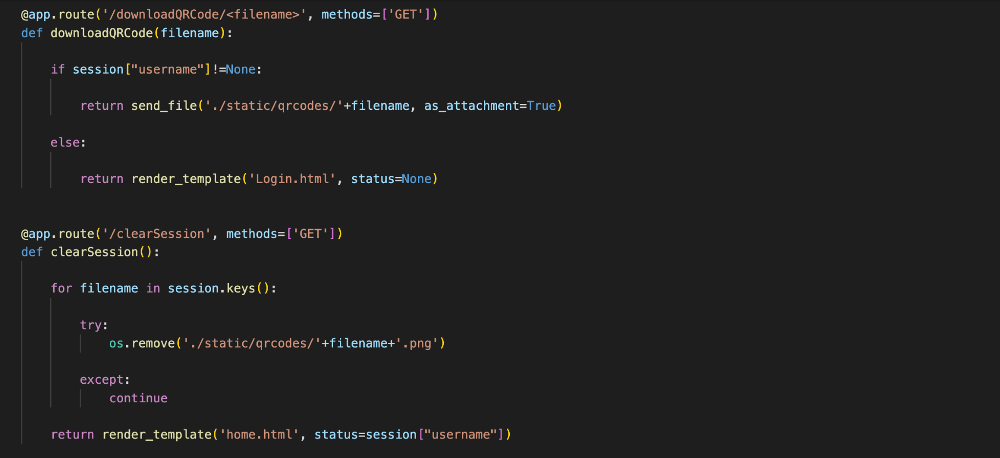 @app.route('/downloadQRCode/<filename>', methods=['GET'])
def downloadQRCode(filename):
if session["username"]!=None:
return send_file('./static/qrcodes/'+filename, as_attachment=True)
else:
return render_template('Login.html', status=None)
@app.route('/clearSession', methods=['GET'])
def clearSession():
for filename in session.keys():
try:
os.remove('./static/qrcodes/'+filename+'.png')
except:
continue
return render_template('home.html', status=session["username"])